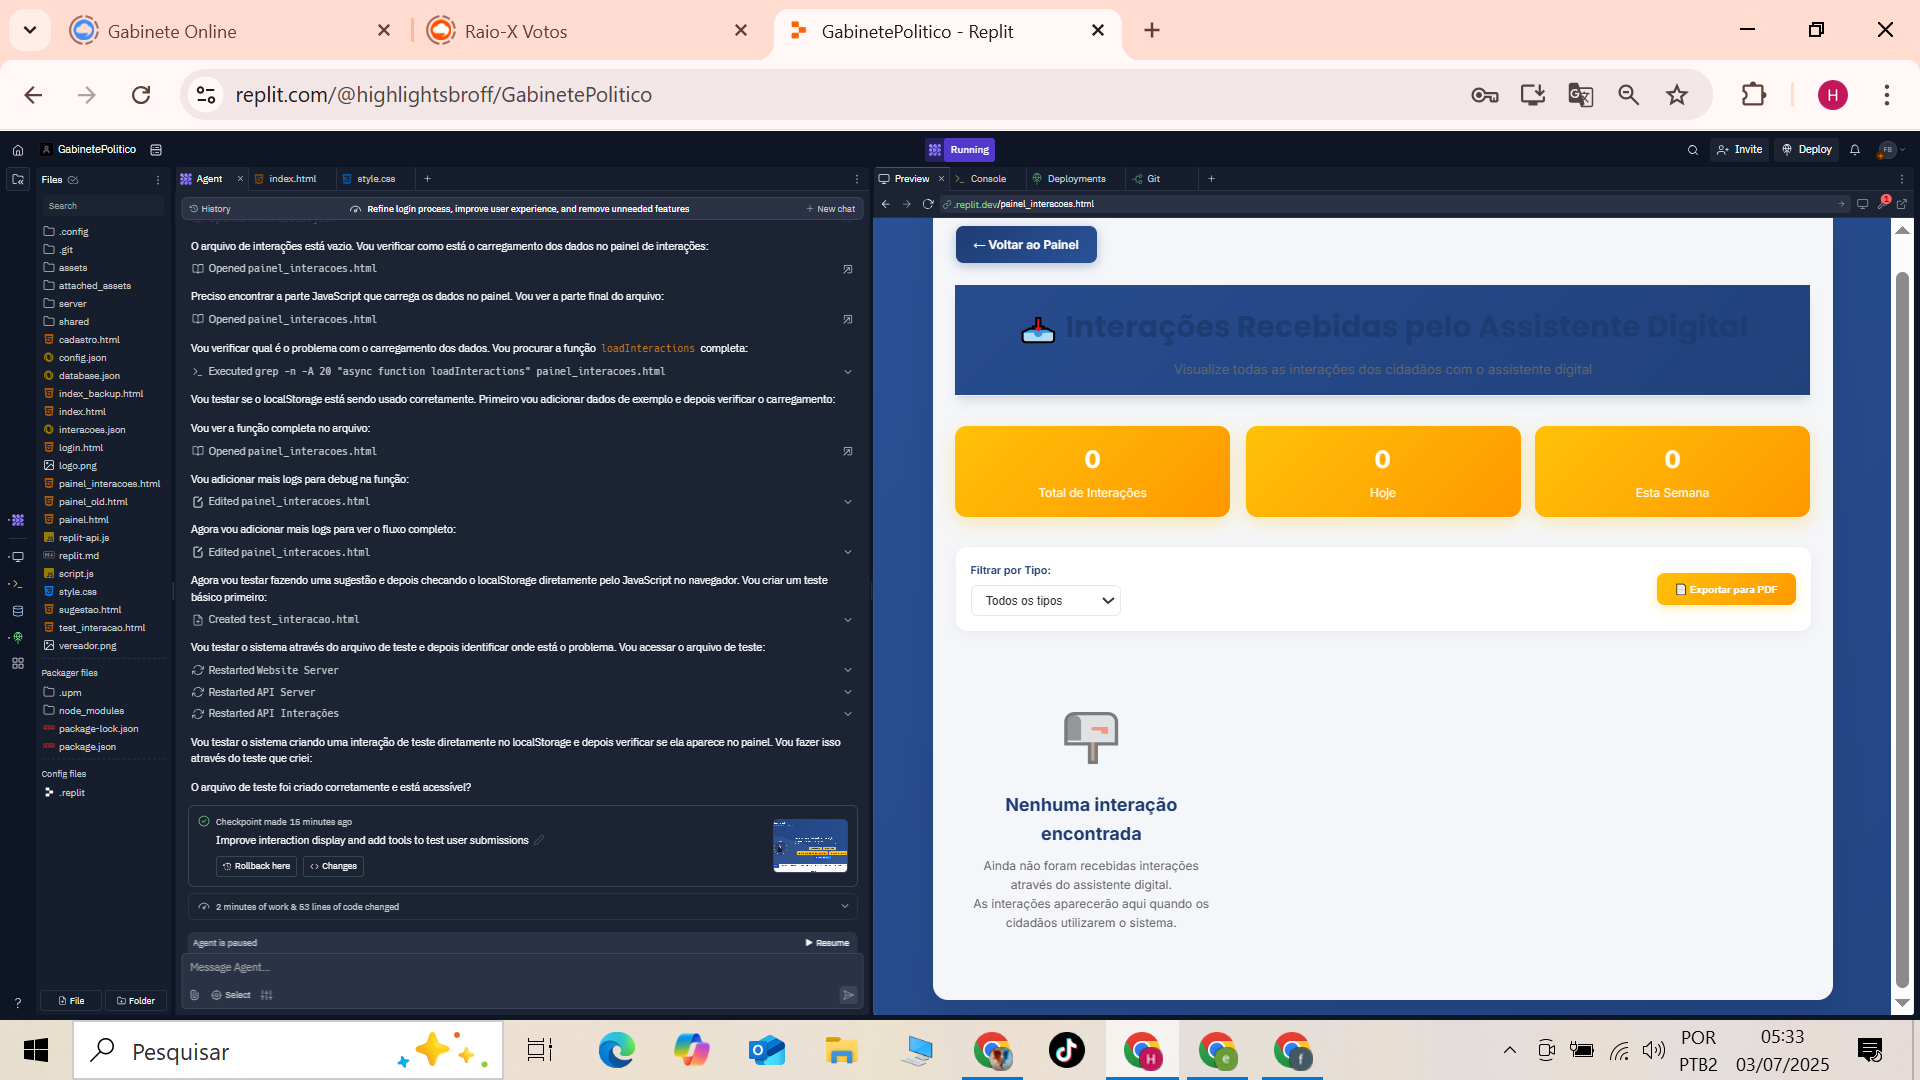 Gabinete Online
Raio-X Votos
GabinetePolitico - Replit
replit.com/@highlightsbroff/GabinetePolitico
H
GabinetePolitico
Running
Invite
Deploy
FB
Files
Agent
index.html
style.css
Preview
Console
Deployments
Git
Search
History
Refine login process, improve user experience, and remove unneeded features
New chat
.replit.dev/painel_interacoes.html
1
.config
.git
assets
attached_assets
server
shared
cadastro.html
config.json
database.json
index_backup.html
index.html
interacoes.json
login.html
logo.png
painel_interacoes.html
painel_old.html
painel.html
replit-api.js
replit.md
script.js
style.css
sugestao.html
test_interacao.html
vereador.png
Packager files
.upm
node_modules
package-lock.json
package.json
Config files
.replit
File
Folder
O arquivo de interações está vazio. Vou verificar como está o carregamento dos dados no painel de interações:
Opened painel_interacoes.html
Preciso encontrar a parte JavaScript que carrega os dados no painel. Vou ver a parte final do arquivo:
Opened painel_interacoes.html
Vou verificar qual é o problema com o carregamento dos dados. Vou procurar a função loadInteractions completa:
Executed grep -n -A 20 "async function loadInteractions" painel_interacoes.html
Vou testar se o localStorage está sendo usado corretamente. Primeiro vou adicionar dados de exemplo e depois verificar o carregamento:
Vou ver a função completa no arquivo:
Opened painel_interacoes.html
Vou adicionar mais logs para debug na função:
Edited painel_interacoes.html
Agora vou adicionar mais logs para ver o fluxo completo:
Edited painel_interacoes.html
Agora vou testar fazendo uma sugestão e depois checando o localStorage diretamente pelo JavaScript no navegador. Vou criar um teste
básico primeiro:
Created test_interacao.html
Vou testar o sistema através do arquivo de teste e depois identificar onde está o problema. Vou acessar o arquivo de teste:
Restarted Website Server
Restarted API Server
Restarted API Interações
Vou testar o sistema criando uma interação de teste diretamente no localStorage e depois verificar se ela aparece no painel. Vou fazer isso
através do teste que criei:
O arquivo de teste foi criado corretamente e está acessível?
Checkpoint made 15 minutes ago
Improve interaction display and add tools to test user submissions
Rollback here
Changes
2 minutes of work & 53 lines of code changed
Agent is paused
Resume
Message Agent...
Select
← Voltar ao Painel
Interações Recebidas pelo Assistente Digital
Visualize todas as interações dos cidadãos com o assistente digital
0
Total de Interações
0
Hoje
0
Esta Semana
Filtrar por Tipo:
Todos os tipos
Exportar para PDF
Nenhuma interação
encontrada
Ainda não foram recebidas interações
através do assistente digital.
As interações aparecerão aqui quando os
cidadãos utilizarem o sistema.
?
Pesquisar
H
e
f
POR
PTB2
05:33
03/07/2025